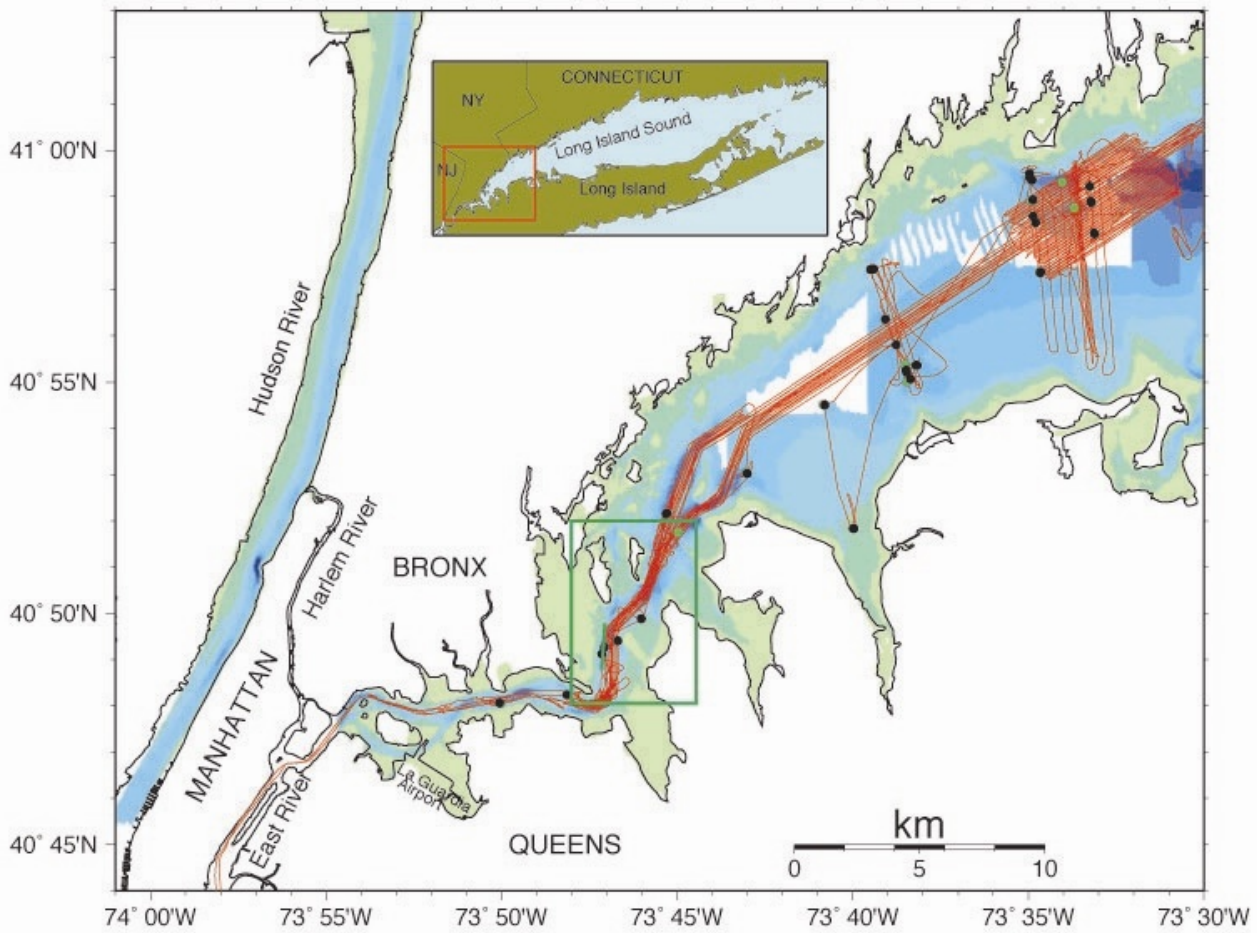 CONNECTICUT
NY
Long Island Sound
NJ
Long Island
41° 00'N
40° 55'N
40° 50'N
40° 45'N
Hudson River
Harlem River
BRONX
MANHATTAN
La Guardia
Airport
East River
QUEENS
km
0 5 10
74° 00'W 73° 55'W 73° 50'W 73° 45'W 73° 40'W 73° 35'W 73° 30'W